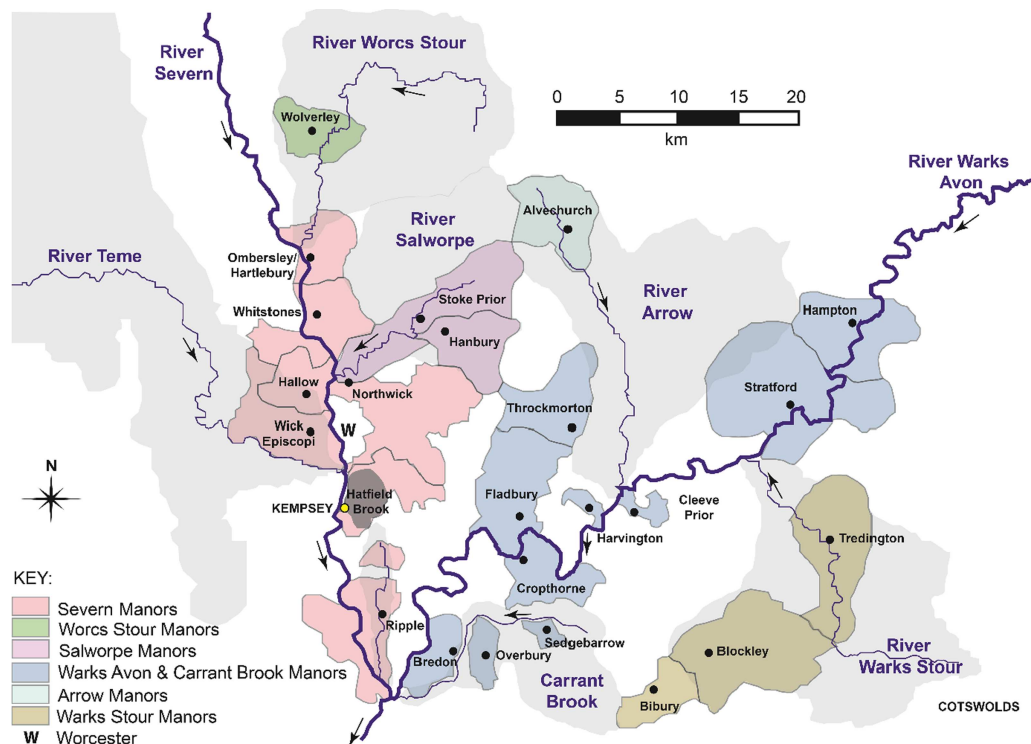 River
Severn
River Worcs Stour
Wolverley
0 5 10 15 20
km
River Warks
Avon
Alvechurch
River
Salworpe
River Teme
Ombersley/
Hartlebury
Whitstones
Stoke Prior
Hanbury
River
Arrow
Hampton
Stratford
Hallow
Northwick
Throckmorton
Wick
Episcopi
W
N
KEMPSEY
Hatfield
Brook
Fladbury
Cleeve
Prior
Harvington
Tredington
Cropthorne
KEY:
Severn Manors
Worcs Stour Manors
Salworpe Manors
Warks Avon & Carrant Brook Manors
Arrow Manors
Warks Stour Manors
W Worcester
Ripple
Sedgebarrow
Bredon
Overbury
Carrant
Brook
Blockley
Bibury
River
Warks Stour
COTSWOLDS